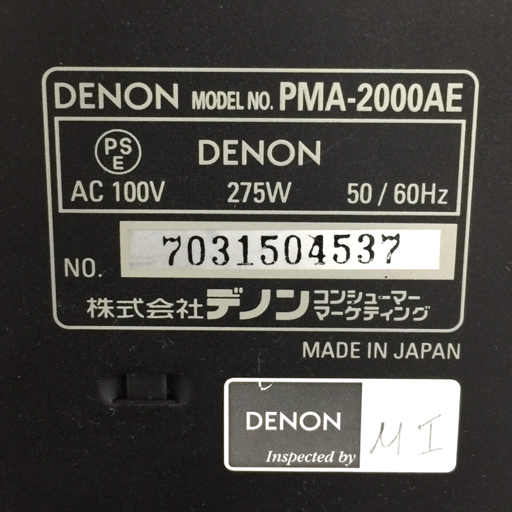 DENON MODEL NO. PMA-2000AE
PS
E
DENON
AC 100V 275W 50 / 60Hz
NO. 7031504537
株式会社デノン コンシューマー
マーケティング
MADE IN JAPAN
DENON
Inspected by MI